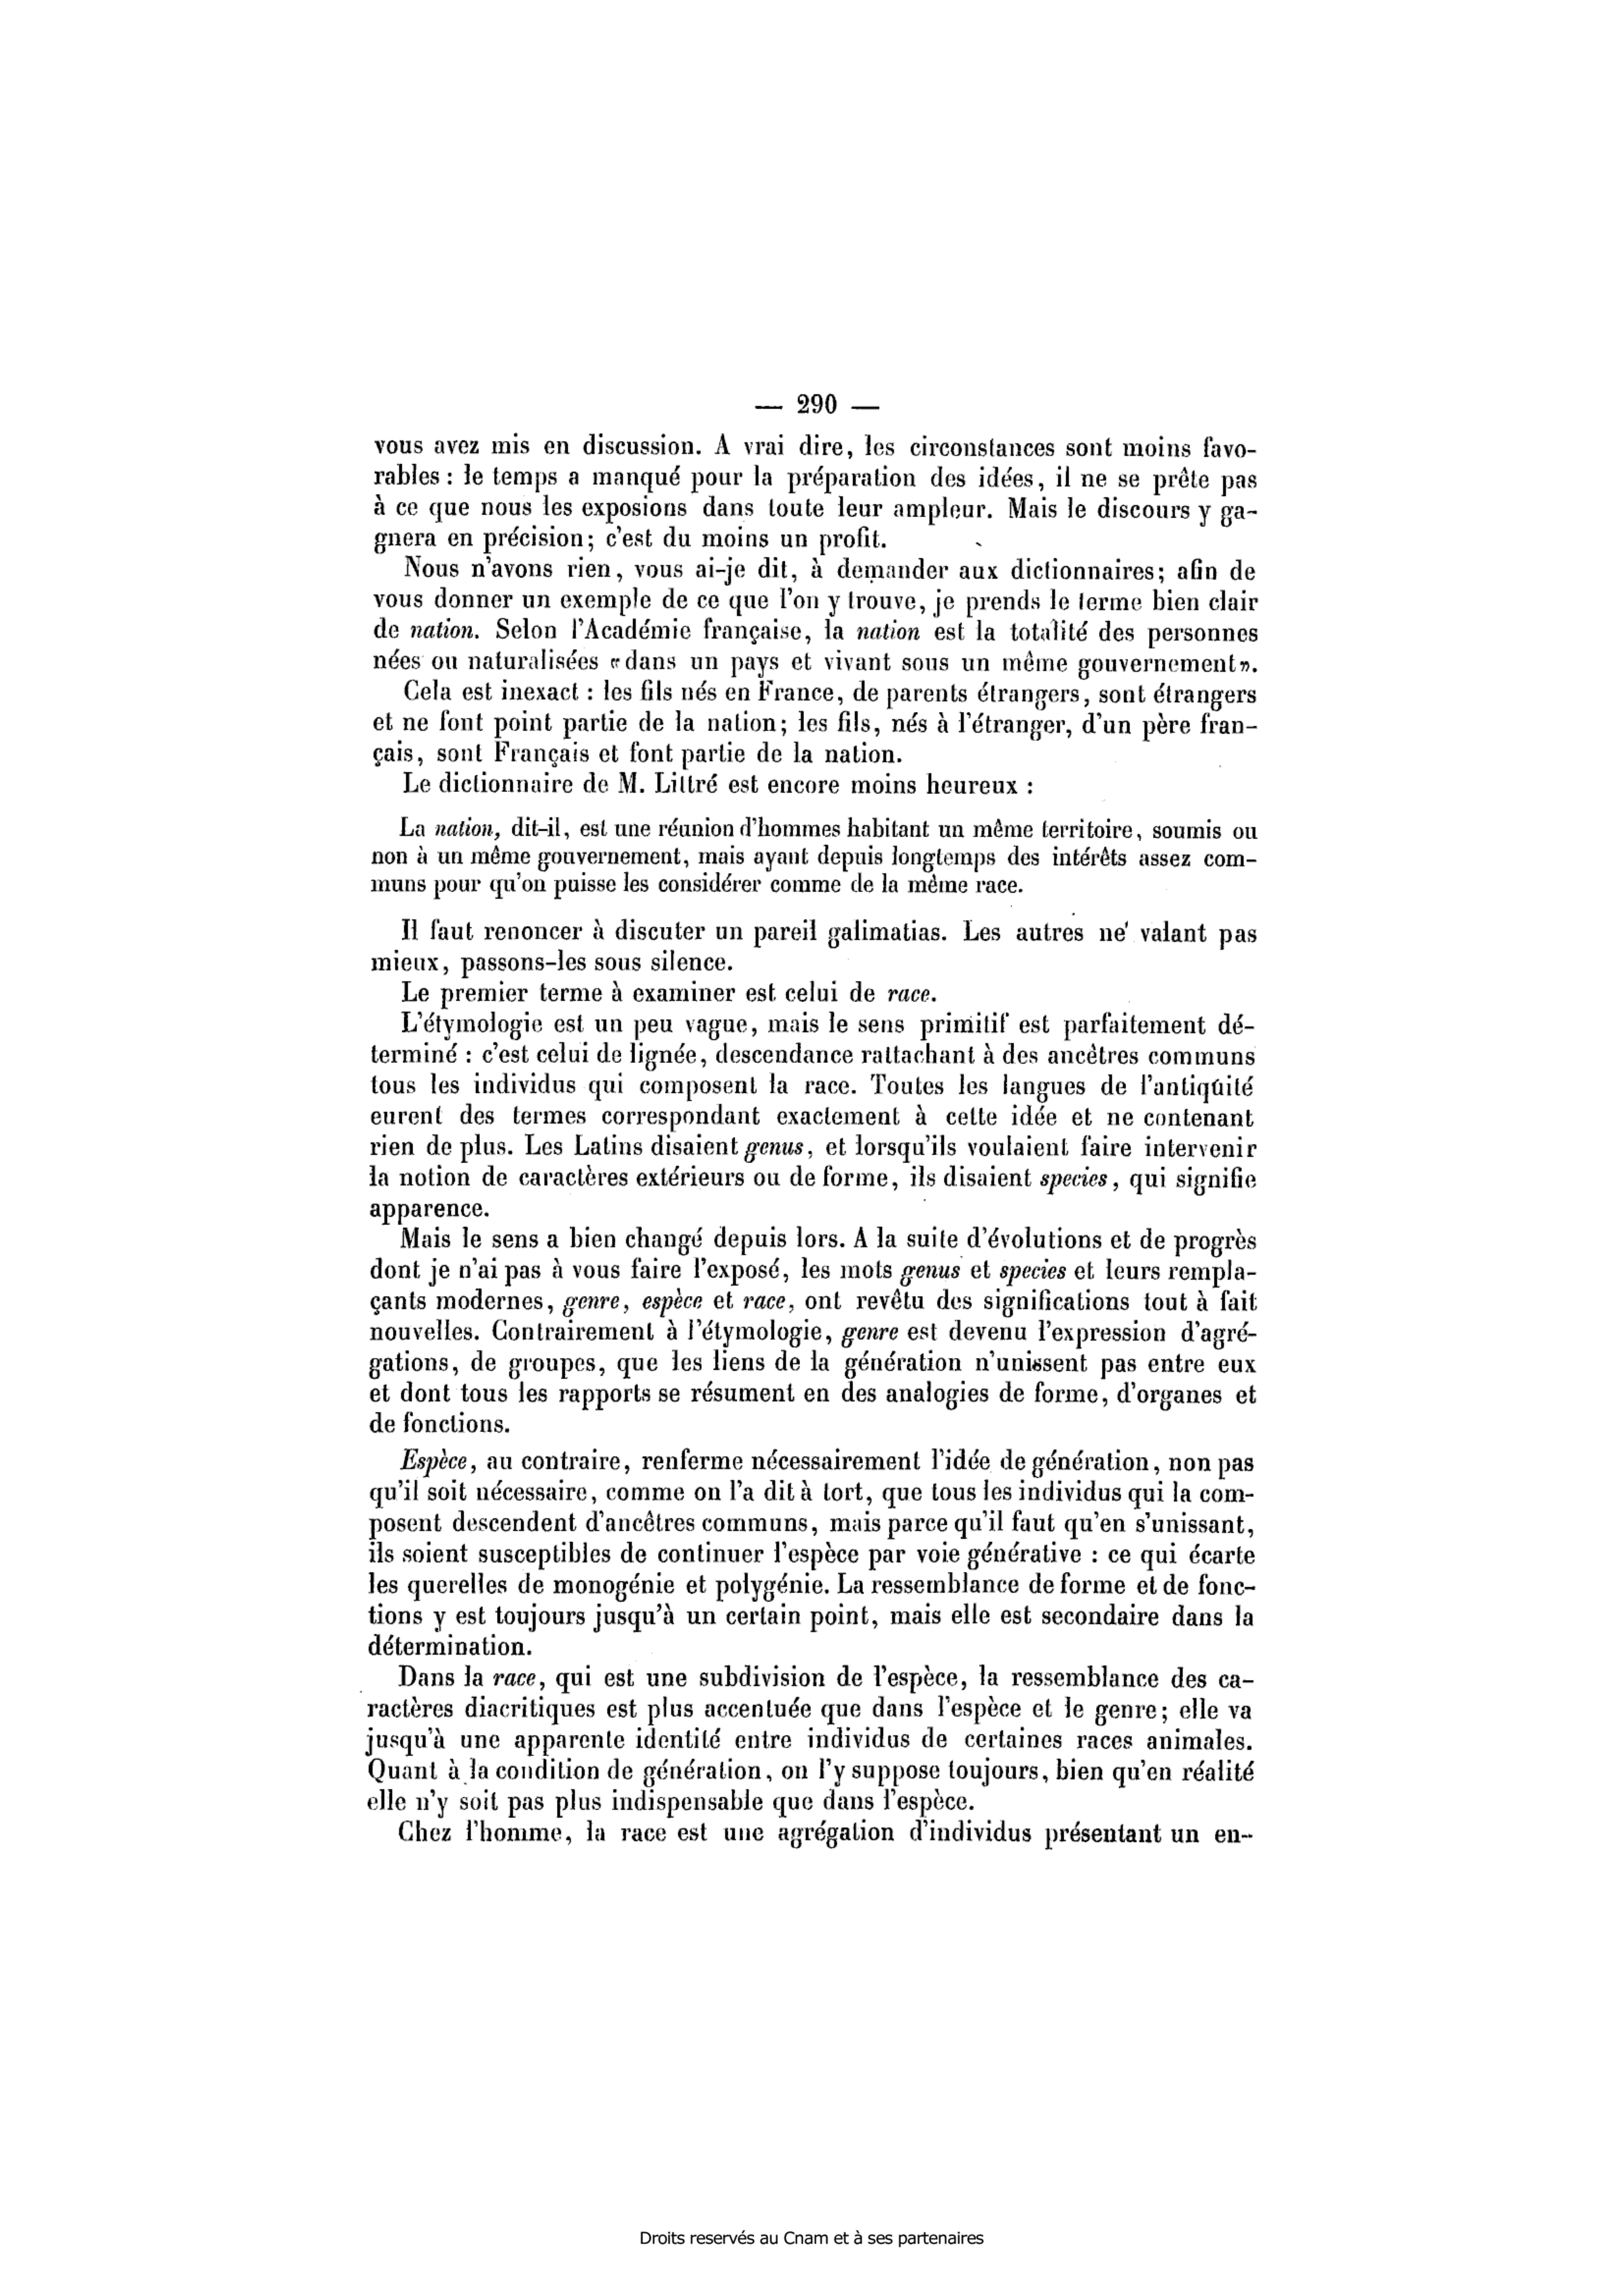 — 290 —
vous avez mis en discussion. A vrai dire, les circonstances sont moins favo-
rables : le temps a manqué pour la préparation des idées, il ne se prête pas
à ce que nous les exposions dans toute leur ampleur. Mais le discours y ga-
gnera en précision; c'est du moins un profit.
Nous n'avons rien, vous ai-je dit, à demander aux dictionnaires; afin de
vous donner un exemple de ce que l'on y trouve, je prends le terme bien clair
de nation. Selon l'Académie française, la nation est la totalité des personnes
nées ou naturalisées « dans un pays et vivant sous un même gouvernement ».
Cela est inexact : les fils nés en France, de parents étrangers, sont étrangers
et ne font point partie de la nation; les fils, nés à l'étranger, d'un père fran-
çais, sont Français et font partie de la nation.
Le dictionnaire de M. Littré est encore moins heureux :
La nation, dit-il, est une réunion d'hommes habitant un même territoire, soumis ou
non à un même gouvernement, mais ayant depuis longtemps des intérêts assez com-
muns pour qu'on puisse les considérer comme de la même race.
Il faut renoncer à discuter un pareil galimatias. Les autres ne valant pas
mieux, passons-les sous silence.
Le premier terme à examiner est celui de race.
L'étymologie est un peu vague, mais le sens primitif est parfaitement dé-
terminé : c'est celui de lignée, descendance rattachant à des ancêtres communs
tous les individus qui composent la race. Toutes les langues de l'antiquité
eurent des termes correspondant exactement à cette idée et ne contenant
rien de plus. Les Latins disaient genus, et lorsqu'ils voulaient faire intervenir
la notion de caractères extérieurs ou de forme, ils disaient species, qui signifie
apparence.
Mais le sens a bien changé depuis lors. A la suite d'évolutions et de progrès
dont je n'ai pas à vous faire l'exposé, les mots genus et species et leurs rempla-
çants modernes, genre, espèce et race, ont revêtu des significations tout à fait
nouvelles. Contrairement à l'étymologie, genre est devenu l'expression d'agré-
gations, de groupes, que les liens de la génération n'unissent pas entre eux
et dont tous les rapports se résument en des analogies de forme, d'organes et
de fonctions.
Espèce, au contraire, renferme nécessairement l'idée de génération, non pas
qu'il soit nécessaire, comme on l'a dit à tort, que tous les individus qui la com-
posent descendent d'ancêtres communs, mais parce qu'il faut qu'en s'unissant,
ils soient susceptibles de continuer l'espèce par voie générative : ce qui écarte
les querelles de monogénie et polygénie. La ressemblance de forme et de fonc-
tions y est toujours jusqu'à un certain point, mais elle est secondaire dans la
détermination.
Dans la race, qui est une subdivision de l'espèce, la ressemblance des ca-
ractères diacritiques est plus accentuée que dans l'espèce et le genre; elle va
jusqu'à une apparente identité entre individus de certaines races animales.
Quant à la condition de génération, on l'y suppose toujours, bien qu'en réalité
elle n'y soit pas plus indispensable que dans l'espèce.
Chez l'homme, la race est une agrégation d'individus présentant un en-
Droits reservés au Cnam et à ses partenaires